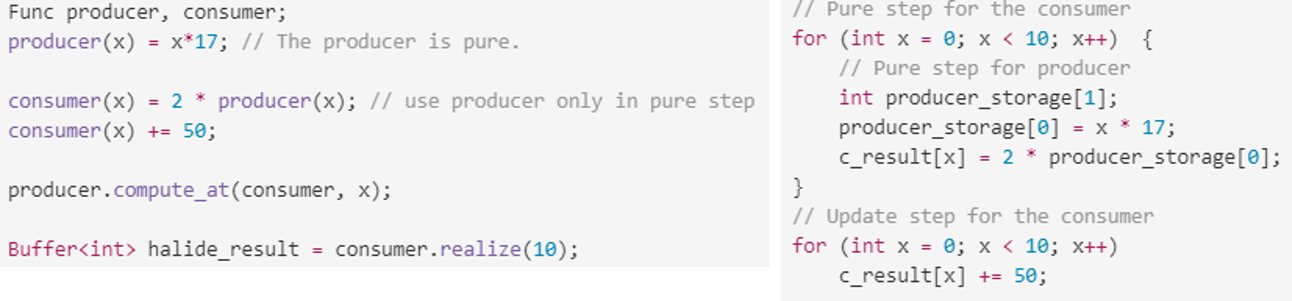 Func producer, consumer;
producer(x) = x*17; // The producer is pure.
consumer(x) = 2 * producer(x); // use producer only in pure step
consumer(x) += 50;
producer.compute_at(consumer, x);
Buffer<int> halide_result = consumer.realize(10);
// Pure step for the consumer
for (int x = 0; x < 10; x++)  {
    // Pure step for producer
    int producer_storage[1];
    producer_storage[0] = x * 17;
    c_result[x] = 2 * producer_storage[0];
}
// Update step for the consumer
for (int x = 0; x < 10; x++)
    c_result[x] += 50;